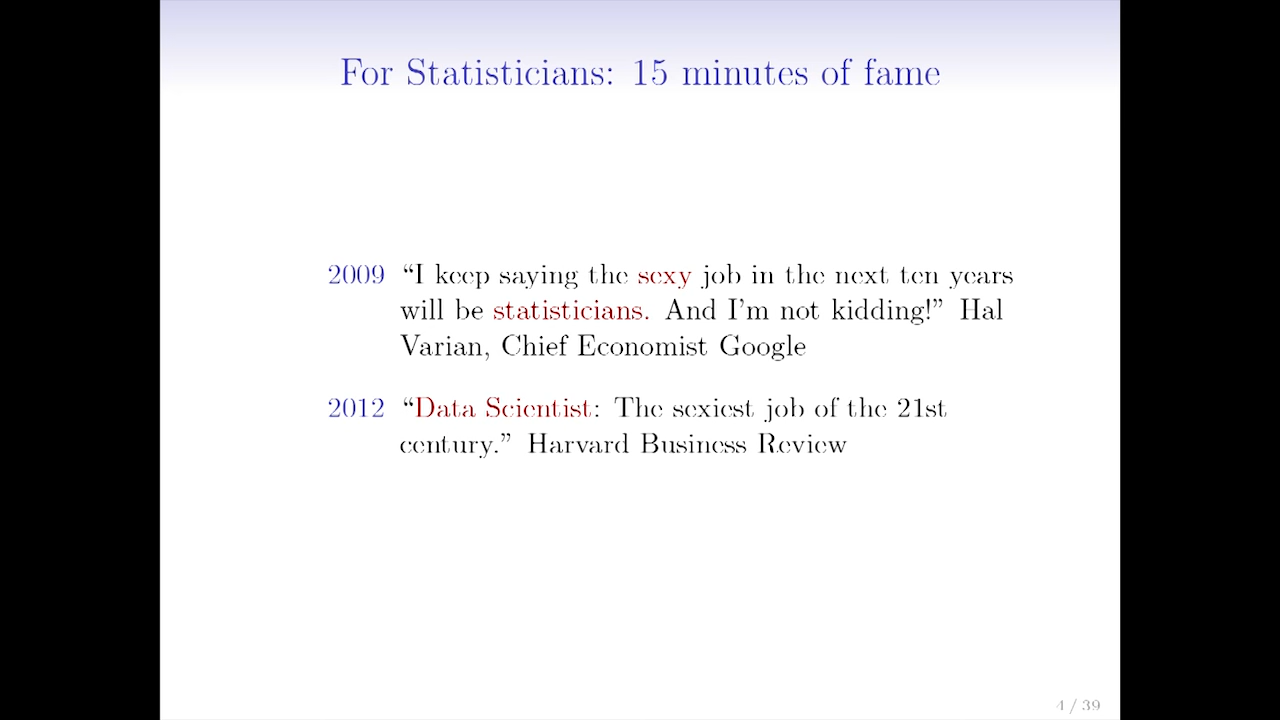 For Statisticians: 15 minutes of fame
2009 “I keep saying the sexy job in the next ten years
will be statisticians. And I'm not kidding!” Hal
Varian, Chief Economist Google
2012 “Data Scientist: The sexiest job of the 21st
century.” Harvard Business Review
4 / 39